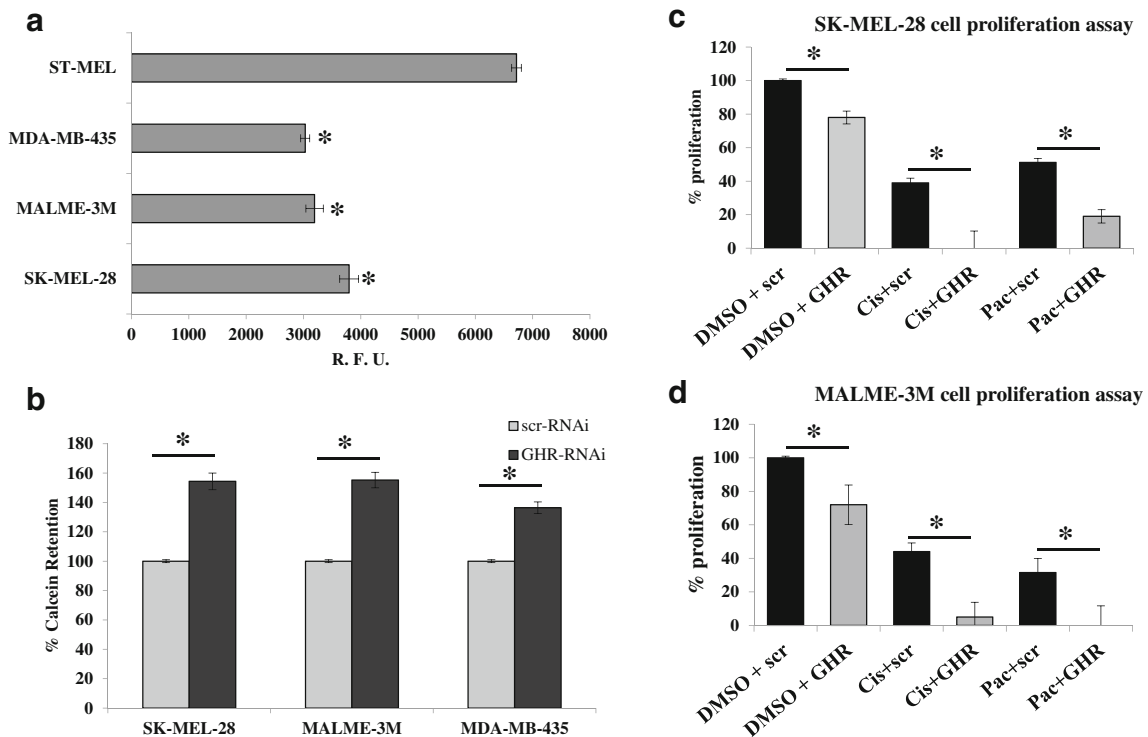 a
ST-MEL
MDA-MB-435
*
MALME-3M
*
SK-MEL-28
*
0 1000 2000 3000 4000 5000 6000 7000 8000
R. F. U.
b
scr-RNAi
GHR-RNAi
% Calcein Retention
180
160
140
120
100
80
60
40
20
0
* * *
SK-MEL-28 MALME-3M MDA-MB-435
c
SK-MEL-28 cell proliferation assay
% proliferation
120
100
80
60
40
20
0
* * *
DMSO + scr
DMSO + GHR
Cis+scr
Cis+GHR
Pac+scr
Pac+GHR
d
MALME-3M cell proliferation assay
% proliferation
120
100
80
60
40
20
0
* * *
DMSO + scr
DMSO + GHR
Cis+scr
Cis+GHR
Pac+scr
Pac+GHR